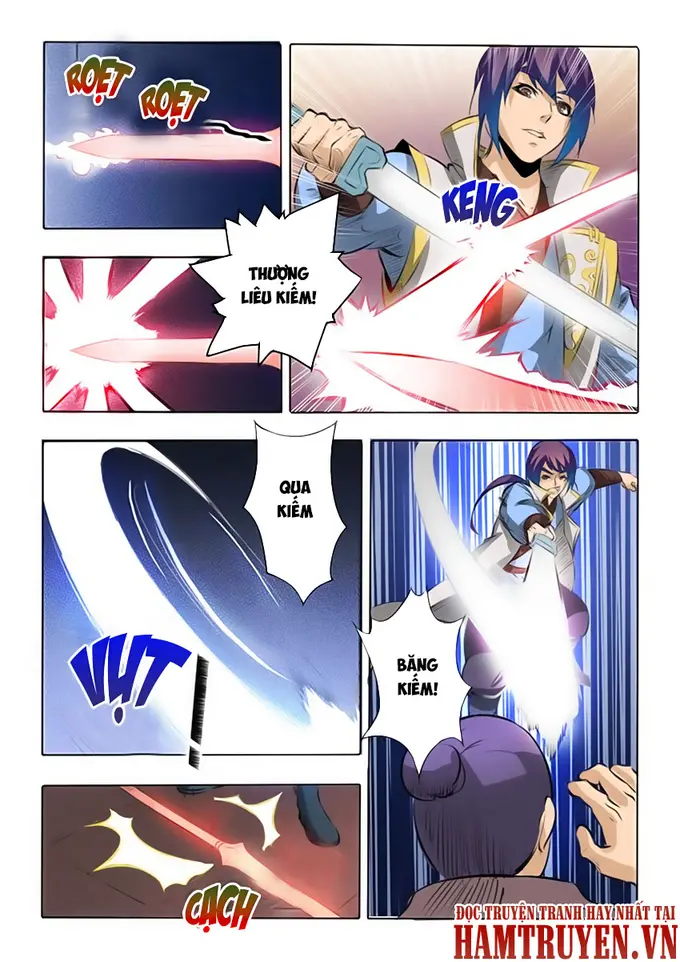 ROẸT
ROẸT
KENG
THƯỢNG
LIÊU KIẾM!
QUA
KIẾM
BĂNG
KIẾM!
VỤT
CẠCH
ĐỌC TRUYỆN TRANH HAY NHẤT TẠI
HAMTRUYEN.VN